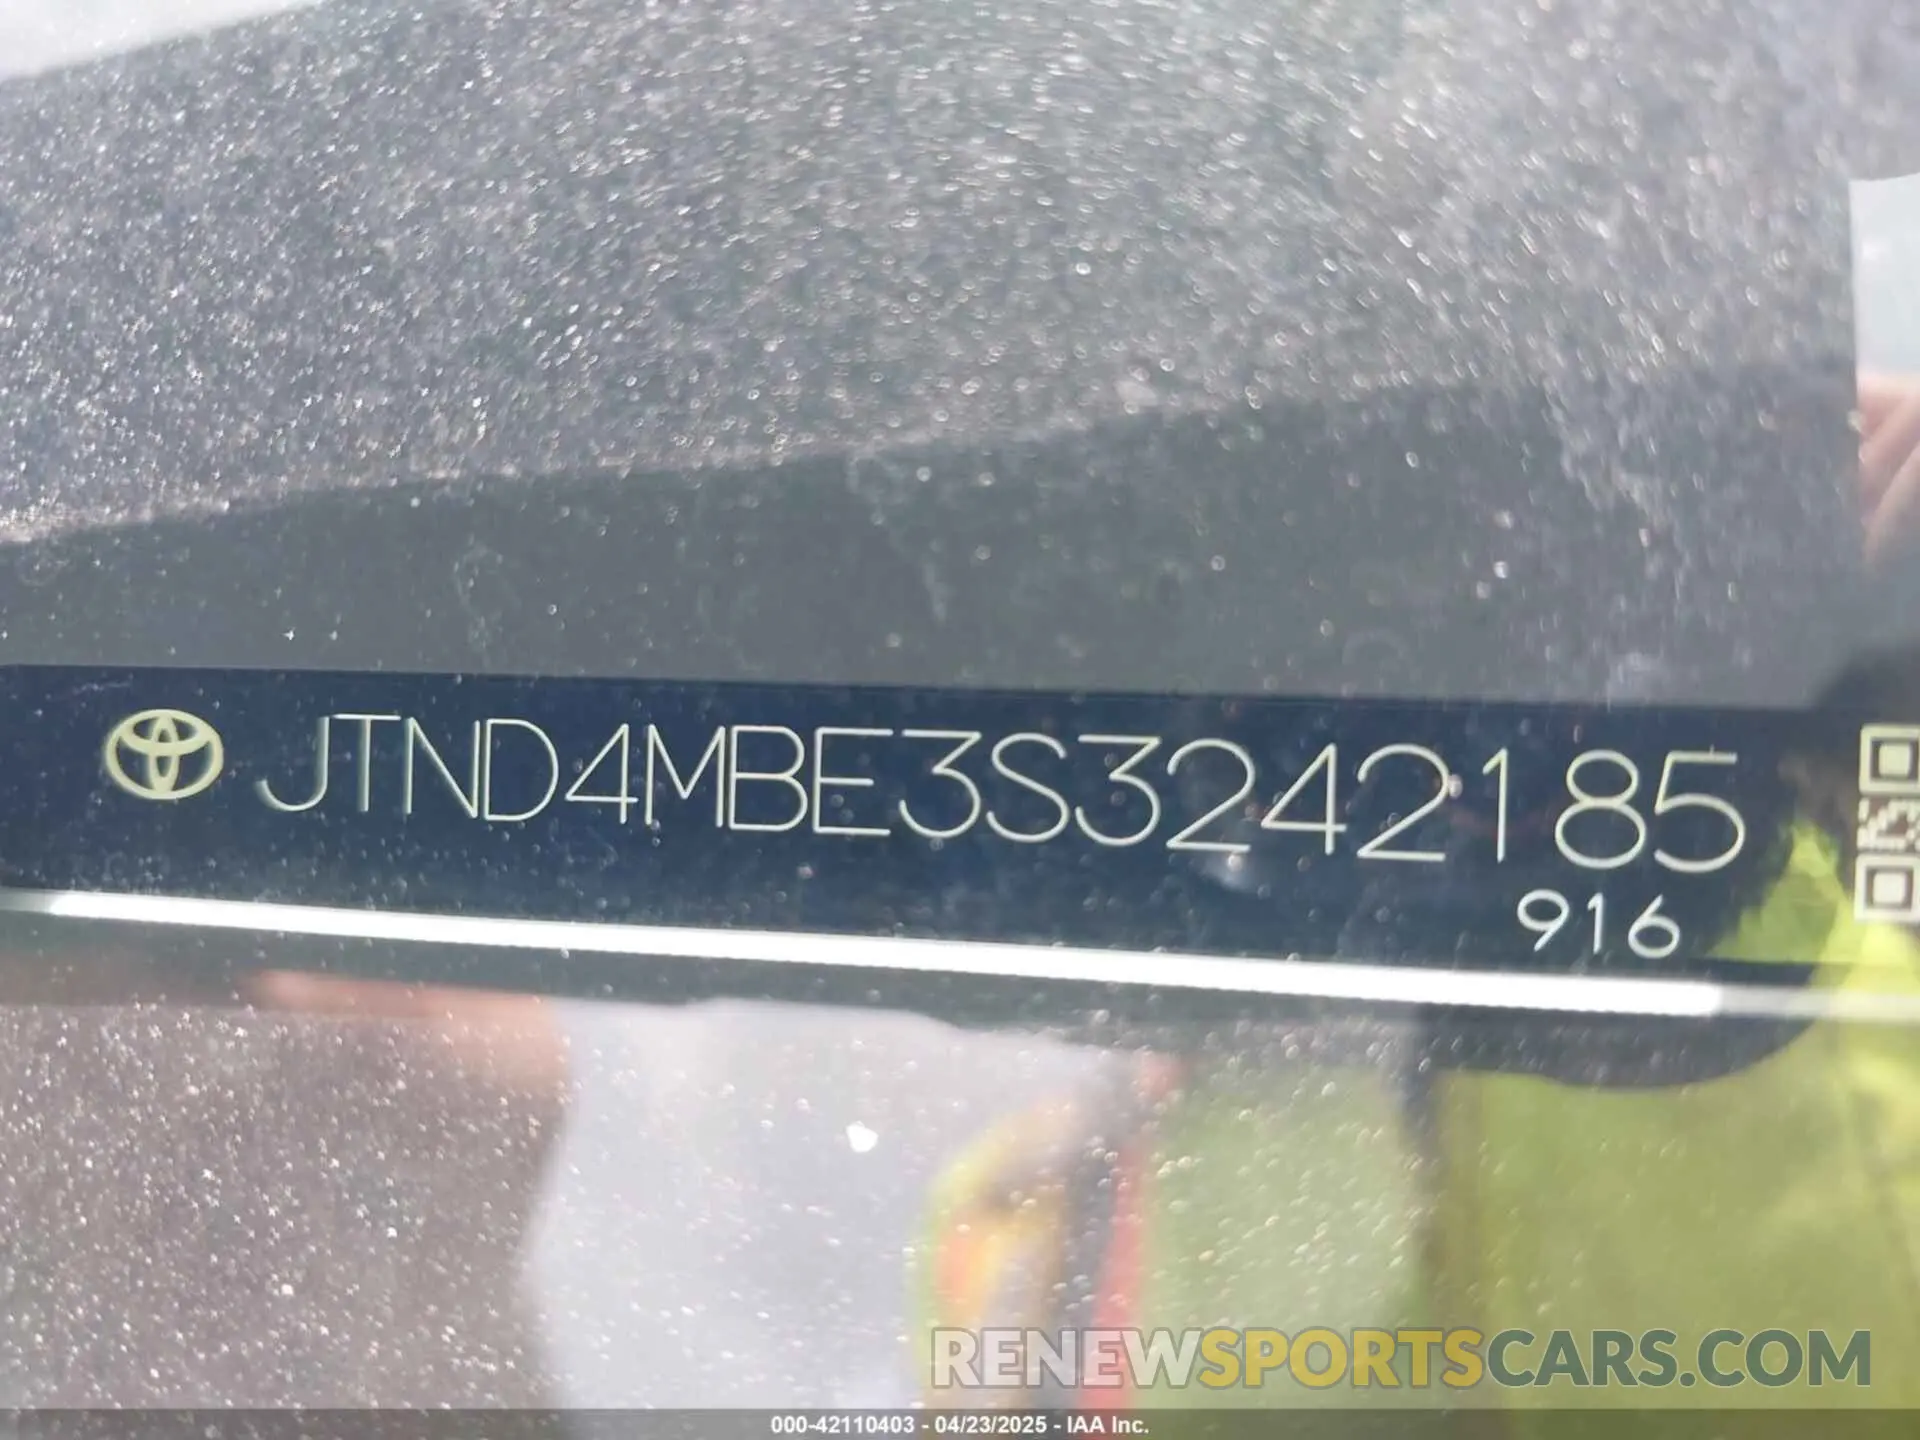 JTND4MBE3S3242185
916
RENEWSPORTSCARS.COM
000-42110403 - 04/23/2025 - IAA Inc.